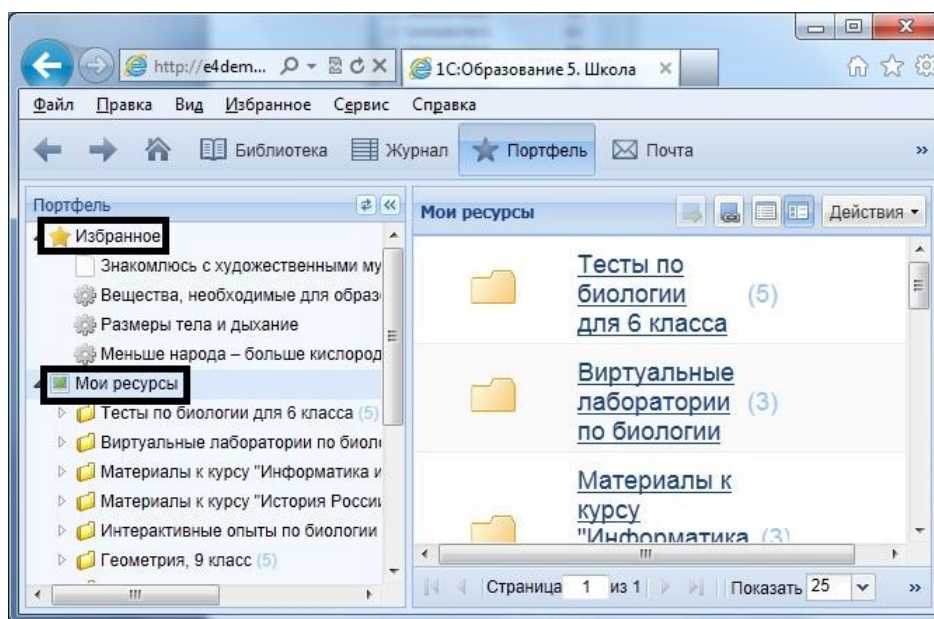 http://e4dem...
1С:Образование 5. Школа
Файл Правка Вид Избранное Сервис Справка
Библиотека Журнал Портфель Почта »
Портфель
Избранное
Знакомлюсь с художественными му
Вещества, необходимые для образ
Размеры тела и дыхание
Меньше народа – больше кислород
Мои ресурсы
Тесты по биологии для 6 класса (5)
Виртуальные лаборатории по биол
Материалы к курсу "Информатика и
Материалы к курсу "История Росси
Интерактивные опыты по биологии
Геометрия, 9 класс (5)
Мои ресурсы
Действия
Тесты по
биологии (5)
для 6 класса
Виртуальные
лаборатории (3)
по биологии
Материалы к
курсу
"Информатика (3)
Страница 1 из 1 Показать 25 »